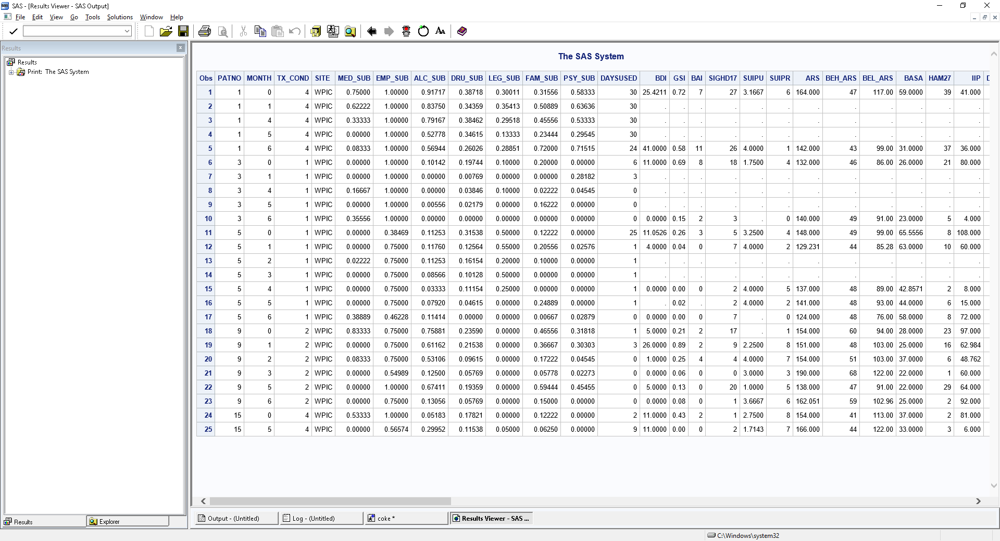 SAS - [Results Viewer - SAS Output]
File Edit View Go Tools Solutions Window Help
Results
Results
Print: The SAS System
The SAS System
Obs PATNO MONTH TX_COND SITE MED_SUB EMP_SUB ALC_SUB DRU_SUB LEG_SUB FAM_SUB PSY_SUB DAYSUSED BDI GSI BAI SIGHD17 SUIPU SUIPR ARS BEH_ARS BEL_ARS BASA HAM27 IIP
1 1 0 4 WPIC 0.75000 1.00000 0.91717 0.38718 0.30011 0.31556 0.58333 30 25.4211 0.72 7 27 3.1667 6 164.000 47 117.00 59.0000 39 41.000
2 1 1 4 WPIC 0.62222 1.00000 0.83750 0.34359 0.35413 0.50889 0.63636 30 . . . . . . . . . . . .
3 1 4 4 WPIC 0.33333 1.00000 0.79167 0.38462 0.29518 0.45556 0.53333 30 . . . . . . . . . . . .
4 1 5 4 WPIC 0.00000 1.00000 0.52778 0.34615 0.13333 0.23444 0.29545 30 . . . . . . . . . . . .
5 1 6 4 WPIC 0.08333 1.00000 0.56944 0.26026 0.28851 0.72000 0.71515 24 41.0000 0.58 11 26 4.0000 1 142.000 43 99.00 31.0000 37 36.000
6 3 0 1 WPIC 0.00000 1.00000 0.10142 0.19744 0.10000 0.20000 0.00000 6 11.0000 0.69 8 18 1.7500 4 132.000 46 86.00 26.0000 21 80.000
7 3 1 1 WPIC 0.00000 1.00000 0.00000 0.00769 0.00000 0.00000 0.28182 3 . . . . . . . . . . . .
8 3 4 1 WPIC 0.16667 1.00000 0.00000 0.03846 0.10000 0.02222 0.04545 0 . . . . . . . . . . . .
9 3 5 1 WPIC 0.00000 1.00000 0.00556 0.02179 0.00000 0.16222 0.00000 0 . . . . . . . . . . . .
10 3 6 1 WPIC 0.35556 1.00000 0.00000 0.00000 0.00000 0.00000 0.00000 0 0.0000 0.15 2 3 . 0 140.000 49 91.00 23.0000 5 4.000
11 5 0 1 WPIC 0.00000 0.38469 0.11253 0.31538 0.50000 0.12222 0.00000 25 11.0526 0.26 3 5 3.2500 4 148.000 49 99.00 65.5556 8 108.000
12 5 1 1 WPIC 0.00000 0.75000 0.11760 0.12564 0.55000 0.20556 0.02576 1 4.0000 0.04 0 7 4.0000 2 129.231 44 85.28 63.0000 10 60.000
13 5 2 1 WPIC 0.02222 0.75000 0.11253 0.16154 0.20000 0.10000 0.00000 1 . . . . . . . . . . . .
14 5 3 1 WPIC 0.00000 0.75000 0.08566 0.10128 0.50000 0.00000 0.00000 1 . . . . . . . . . . . .
15 5 4 1 WPIC 0.00000 0.75000 0.03333 0.11154 0.25000 0.00000 0.00000 1 0.0000 0.00 0 2 4.0000 5 137.000 48 89.00 42.8571 2 8.000
16 5 5 1 WPIC 0.00000 0.75000 0.07920 0.04615 0.00000 0.24889 0.00000 1 . 0.02 . 2 4.0000 2 141.000 48 93.00 44.0000 6 15.000
17 5 6 1 WPIC 0.38889 0.46228 0.11414 0.00000 0.00000 0.00667 0.02879 0 0.0000 0.00 0 7 . 0 124.000 48 76.00 58.0000 8 72.000
18 9 0 2 WPIC 0.83333 0.75000 0.75881 0.23590 0.00000 0.46556 0.31818 1 5.0000 0.21 2 17 . 1 154.000 60 94.00 28.0000 23 97.000
19 9 1 2 WPIC 0.00000 0.75000 0.61162 0.21538 0.00000 0.36667 0.30303 3 26.0000 0.89 2 9 2.2500 8 151.000 48 103.00 25.0000 16 62.984
20 9 2 2 WPIC 0.08333 0.75000 0.53106 0.09615 0.00000 0.17222 0.04545 0 1.0000 0.25 4 4 4.0000 7 154.000 51 103.00 37.0000 6 48.762
21 9 3 2 WPIC 0.00000 0.54989 0.12500 0.05769 0.00000 0.05778 0.02273 0 0.0000 0.06 0 0 3.0000 3 190.000 68 122.00 22.0000 1 60.000
22 9 5 2 WPIC 0.00000 1.00000 0.67411 0.19359 0.00000 0.59444 0.45455 0 5.0000 0.13 0 20 1.0000 5 138.000 47 91.00 22.0000 29 64.000
23 9 6 2 WPIC 0.00000 0.75000 0.13056 0.05769 0.00000 0.15000 0.00000 0 0.0000 0.08 0 1 3.6667 6 162.051 59 102.96 25.0000 2 92.000
24 15 0 4 WPIC 0.53333 1.00000 0.05183 0.17821 0.00000 0.12222 0.00000 2 11.0000 0.43 2 1 2.7500 8 154.000 41 113.00 37.0000 2 81.000
25 15 5 4 WPIC 0.00000 0.56574 0.29952 0.11538 0.05000 0.06250 0.00000 9 11.0000 0.00 0 2 1.7143 7 166.000 44 122.00 33.0000 3 6.000
Results Explorer
Output - (Untitled) Log - (Untitled) coke * Results Viewer - SAS ...
C:\Windows\system32